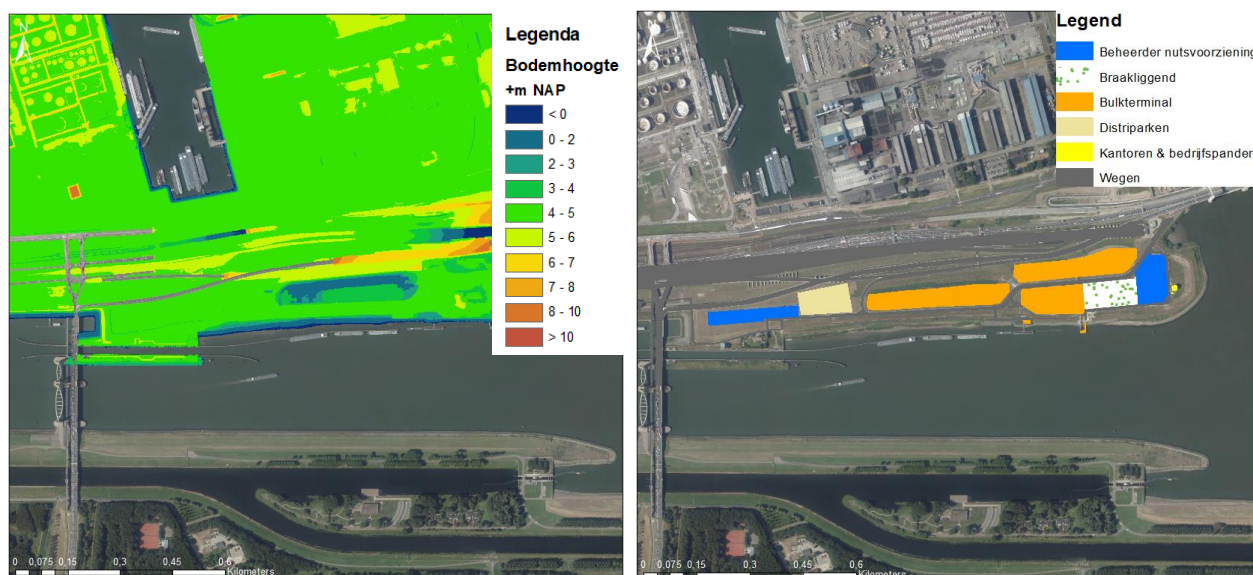 N
Legenda
Bodemhoogte
+m NAP
< 0
0 - 2
2 - 3
3 - 4
4 - 5
5 - 6
6 - 7
7 - 8
8 - 10
> 10
0 0,075 0,15 0,3 0,45 0,6
Kilometers
Legend
Beheerder nutsvoorziening
Braakliggend
Bulkterminal
Distriparken
Kantoren & bedrijfspanden
Wegen
0 0,075 0,15 0,3 0,45 0,6
Kilometers